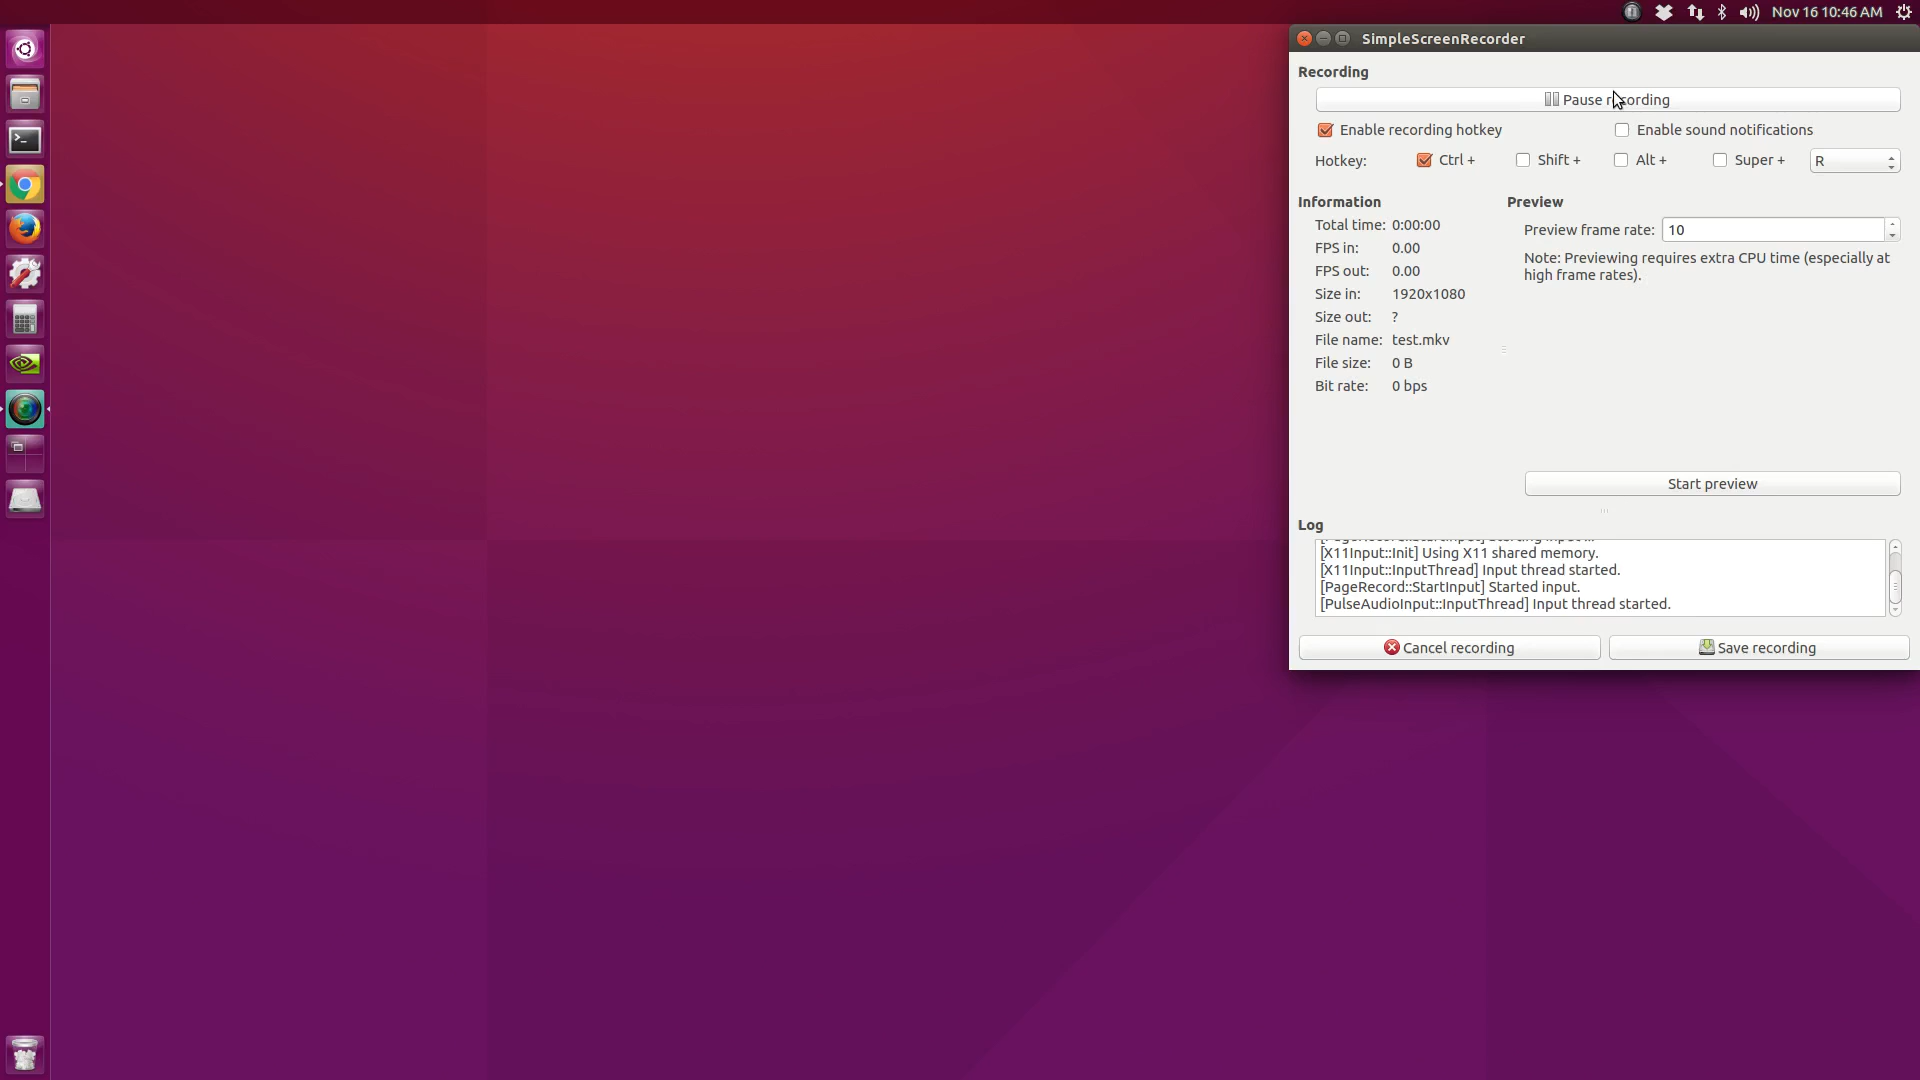 Nov 16 10:46 AM
SimpleScreenRecorder
Recording
Pause recording
Enable recording hotkey
Enable sound notifications
Hotkey: Ctrl + Shift + Alt + Super + R
Information
Total time: 0:00:00
FPS in: 0.00
FPS out: 0.00
Size in: 1920x1080
Size out: ?
File name: test.mkv
File size: 0 B
Bit rate: 0 bps
Preview
Preview frame rate: 10
Note: Previewing requires extra CPU time (especially at
high frame rates).
Start preview
Log
[PageRecord::StartInput] Starting input ...
[X11Input::Init] Using X11 shared memory.
[X11Input::InputThread] Input thread started.
[PageRecord::StartInput] Started input.
[PulseAudioInput::InputThread] Input thread started.
Cancel recording
Save recording